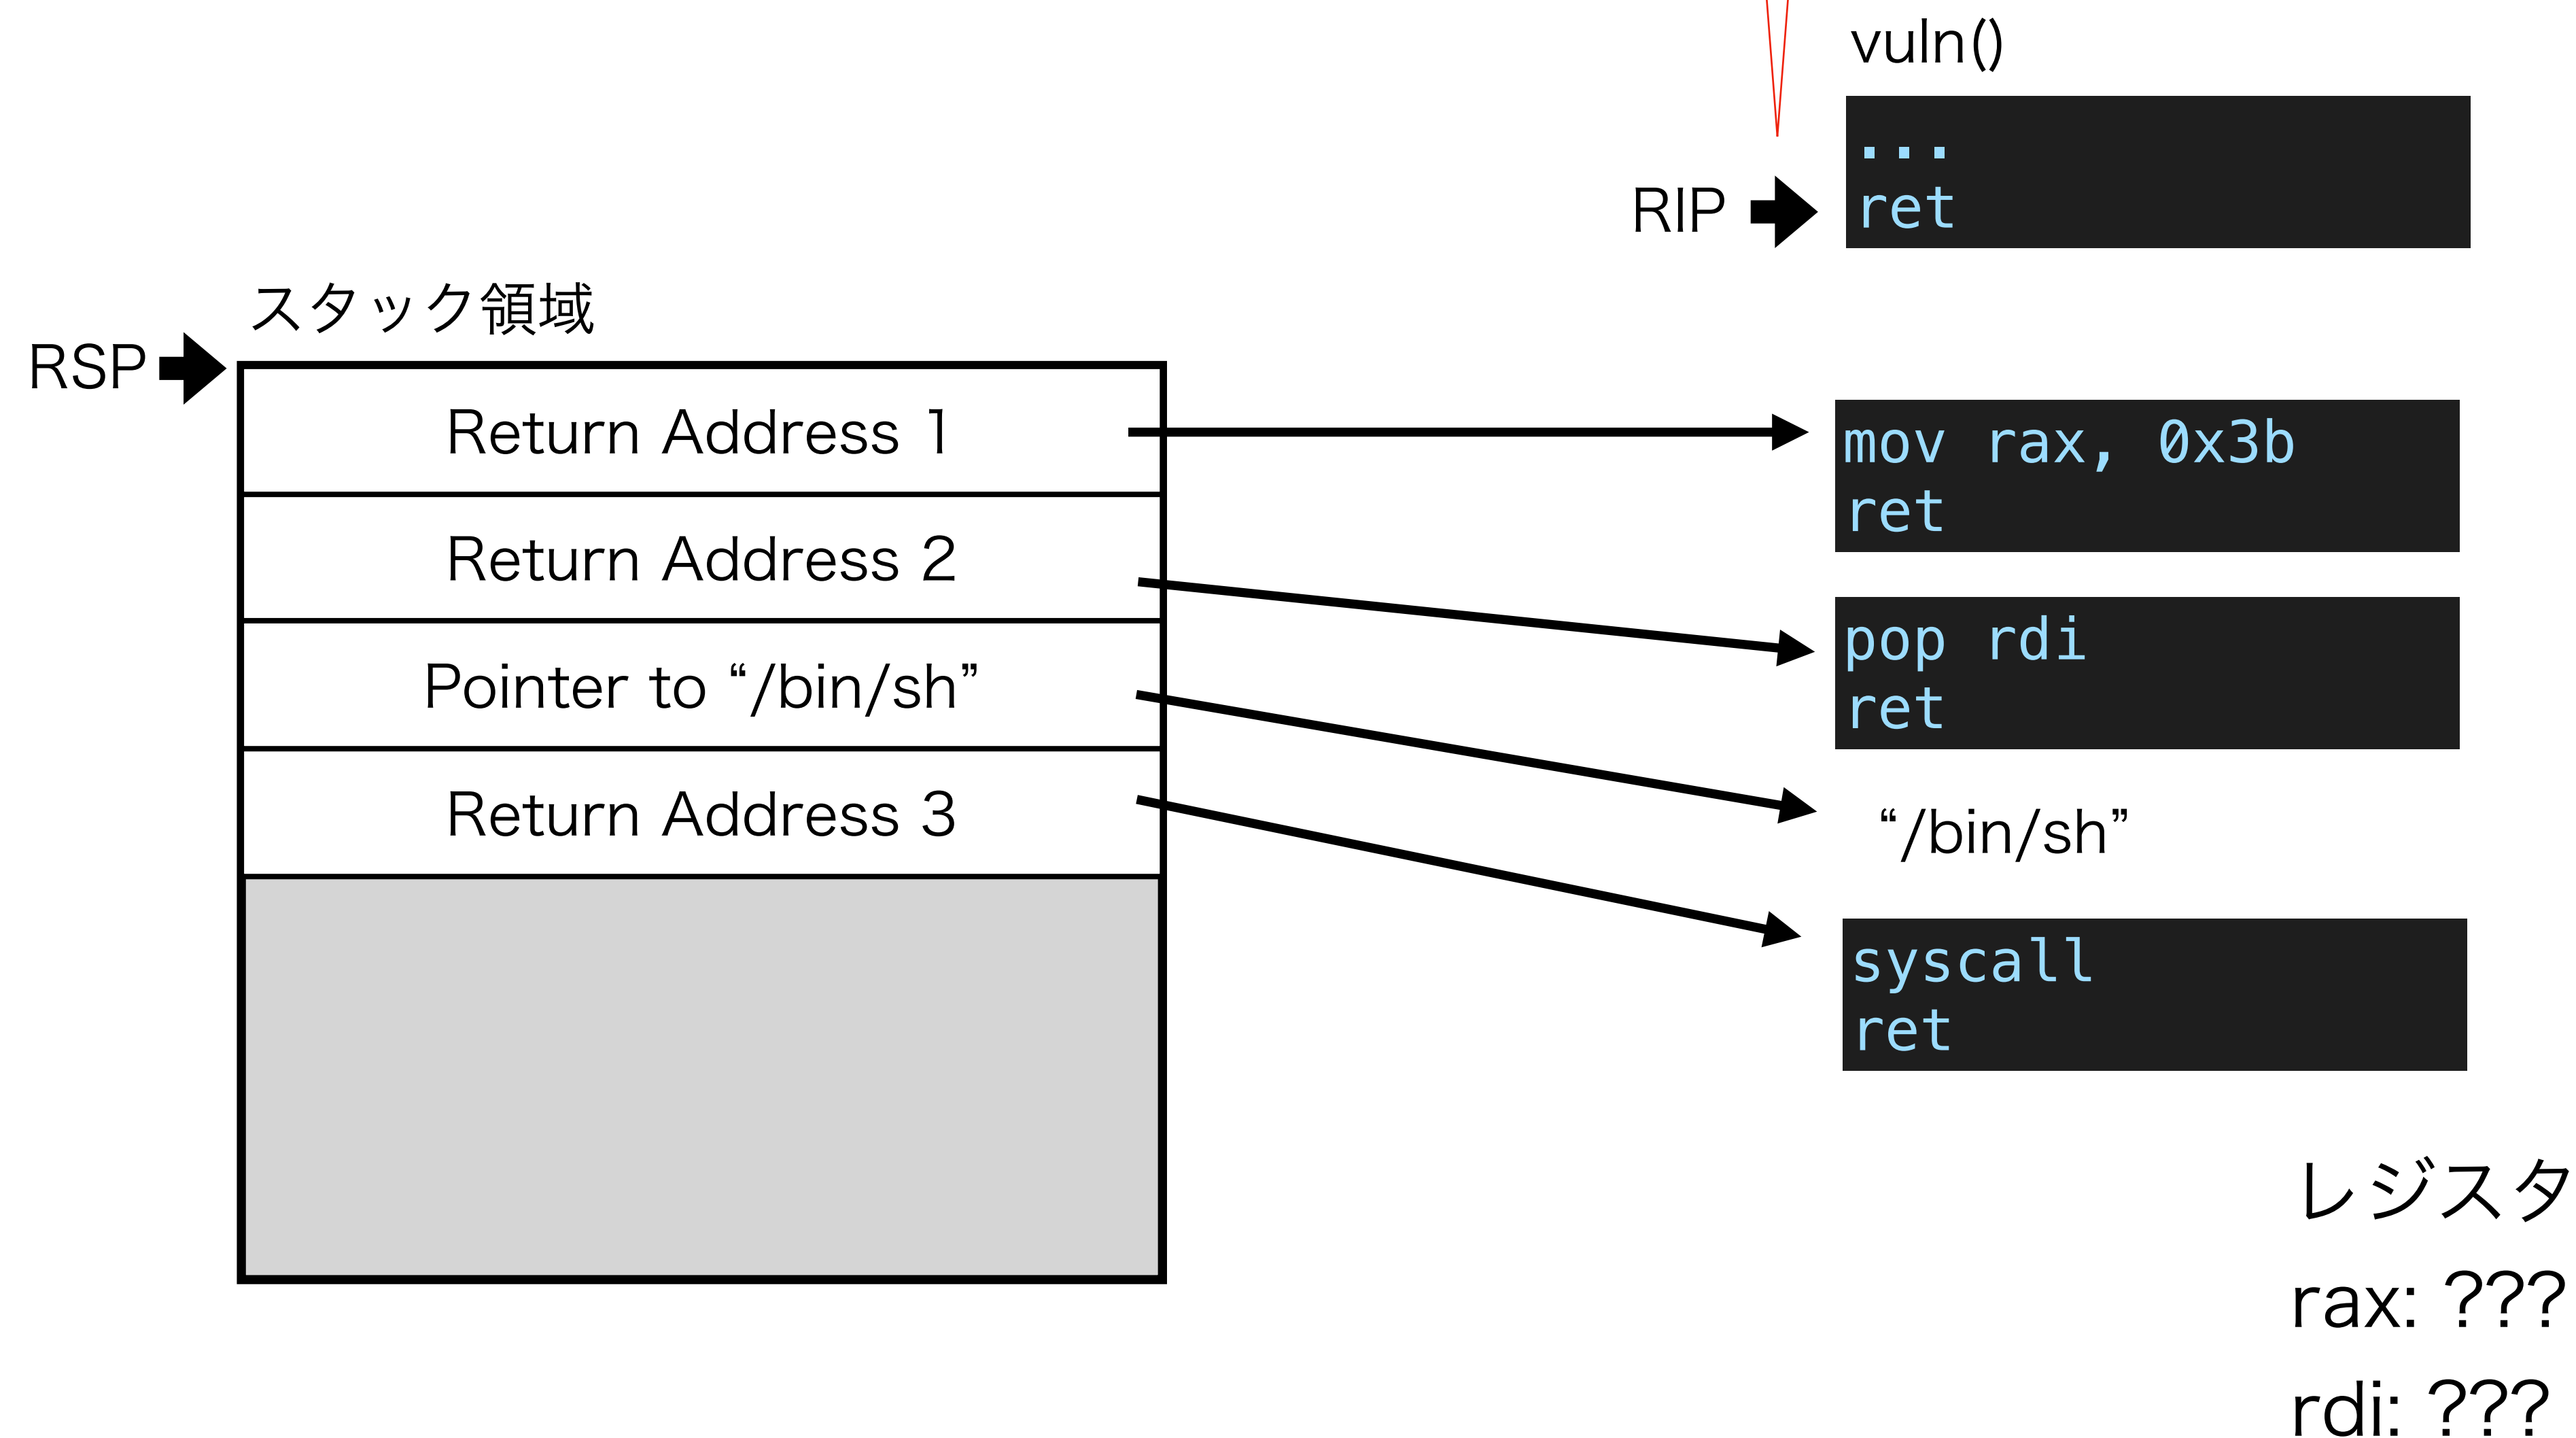 vuln()
...
ret
RIP
スタック領域
RSP
Return Address 1
Return Address 2
Pointer to “/bin/sh”
Return Address 3
mov rax, 0x3b
ret
pop rdi
ret
“/bin/sh”
syscall
ret
レジスタ
rax: ???
rdi: ???